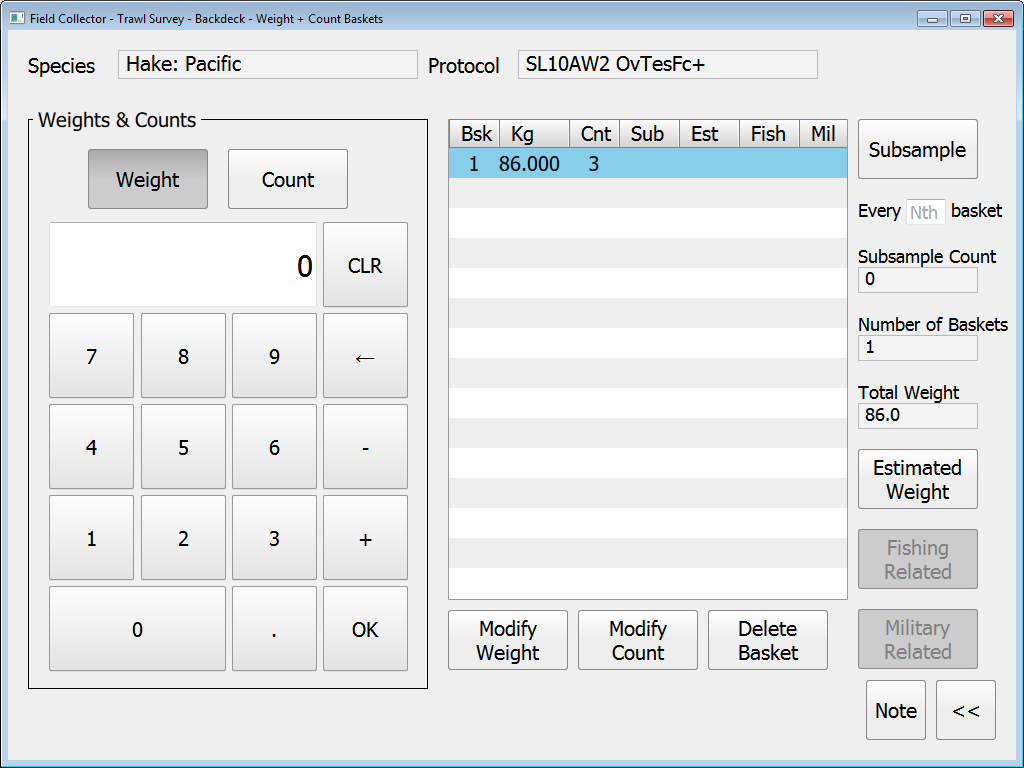 Field Collector - Trawl Survey - Backdeck - Weight + Count Baskets
Species Hake: Pacific Protocol SL10AW2 OvTesFc+
Weights & Counts
Weight Count
0 CLR
7 8 9 ←
4 5 6 -
1 2 3 +
0 . OK
Bsk Kg Cnt Sub Est Fish Mil
1 86.000 3
Modify Weight
Modify Count
Delete Basket
Subsample
Every Nth basket
Subsample Count
0
Number of Baskets
1
Total Weight
86.0
Estimated
Weight
Fishing
Related
Military
Related
Note <<